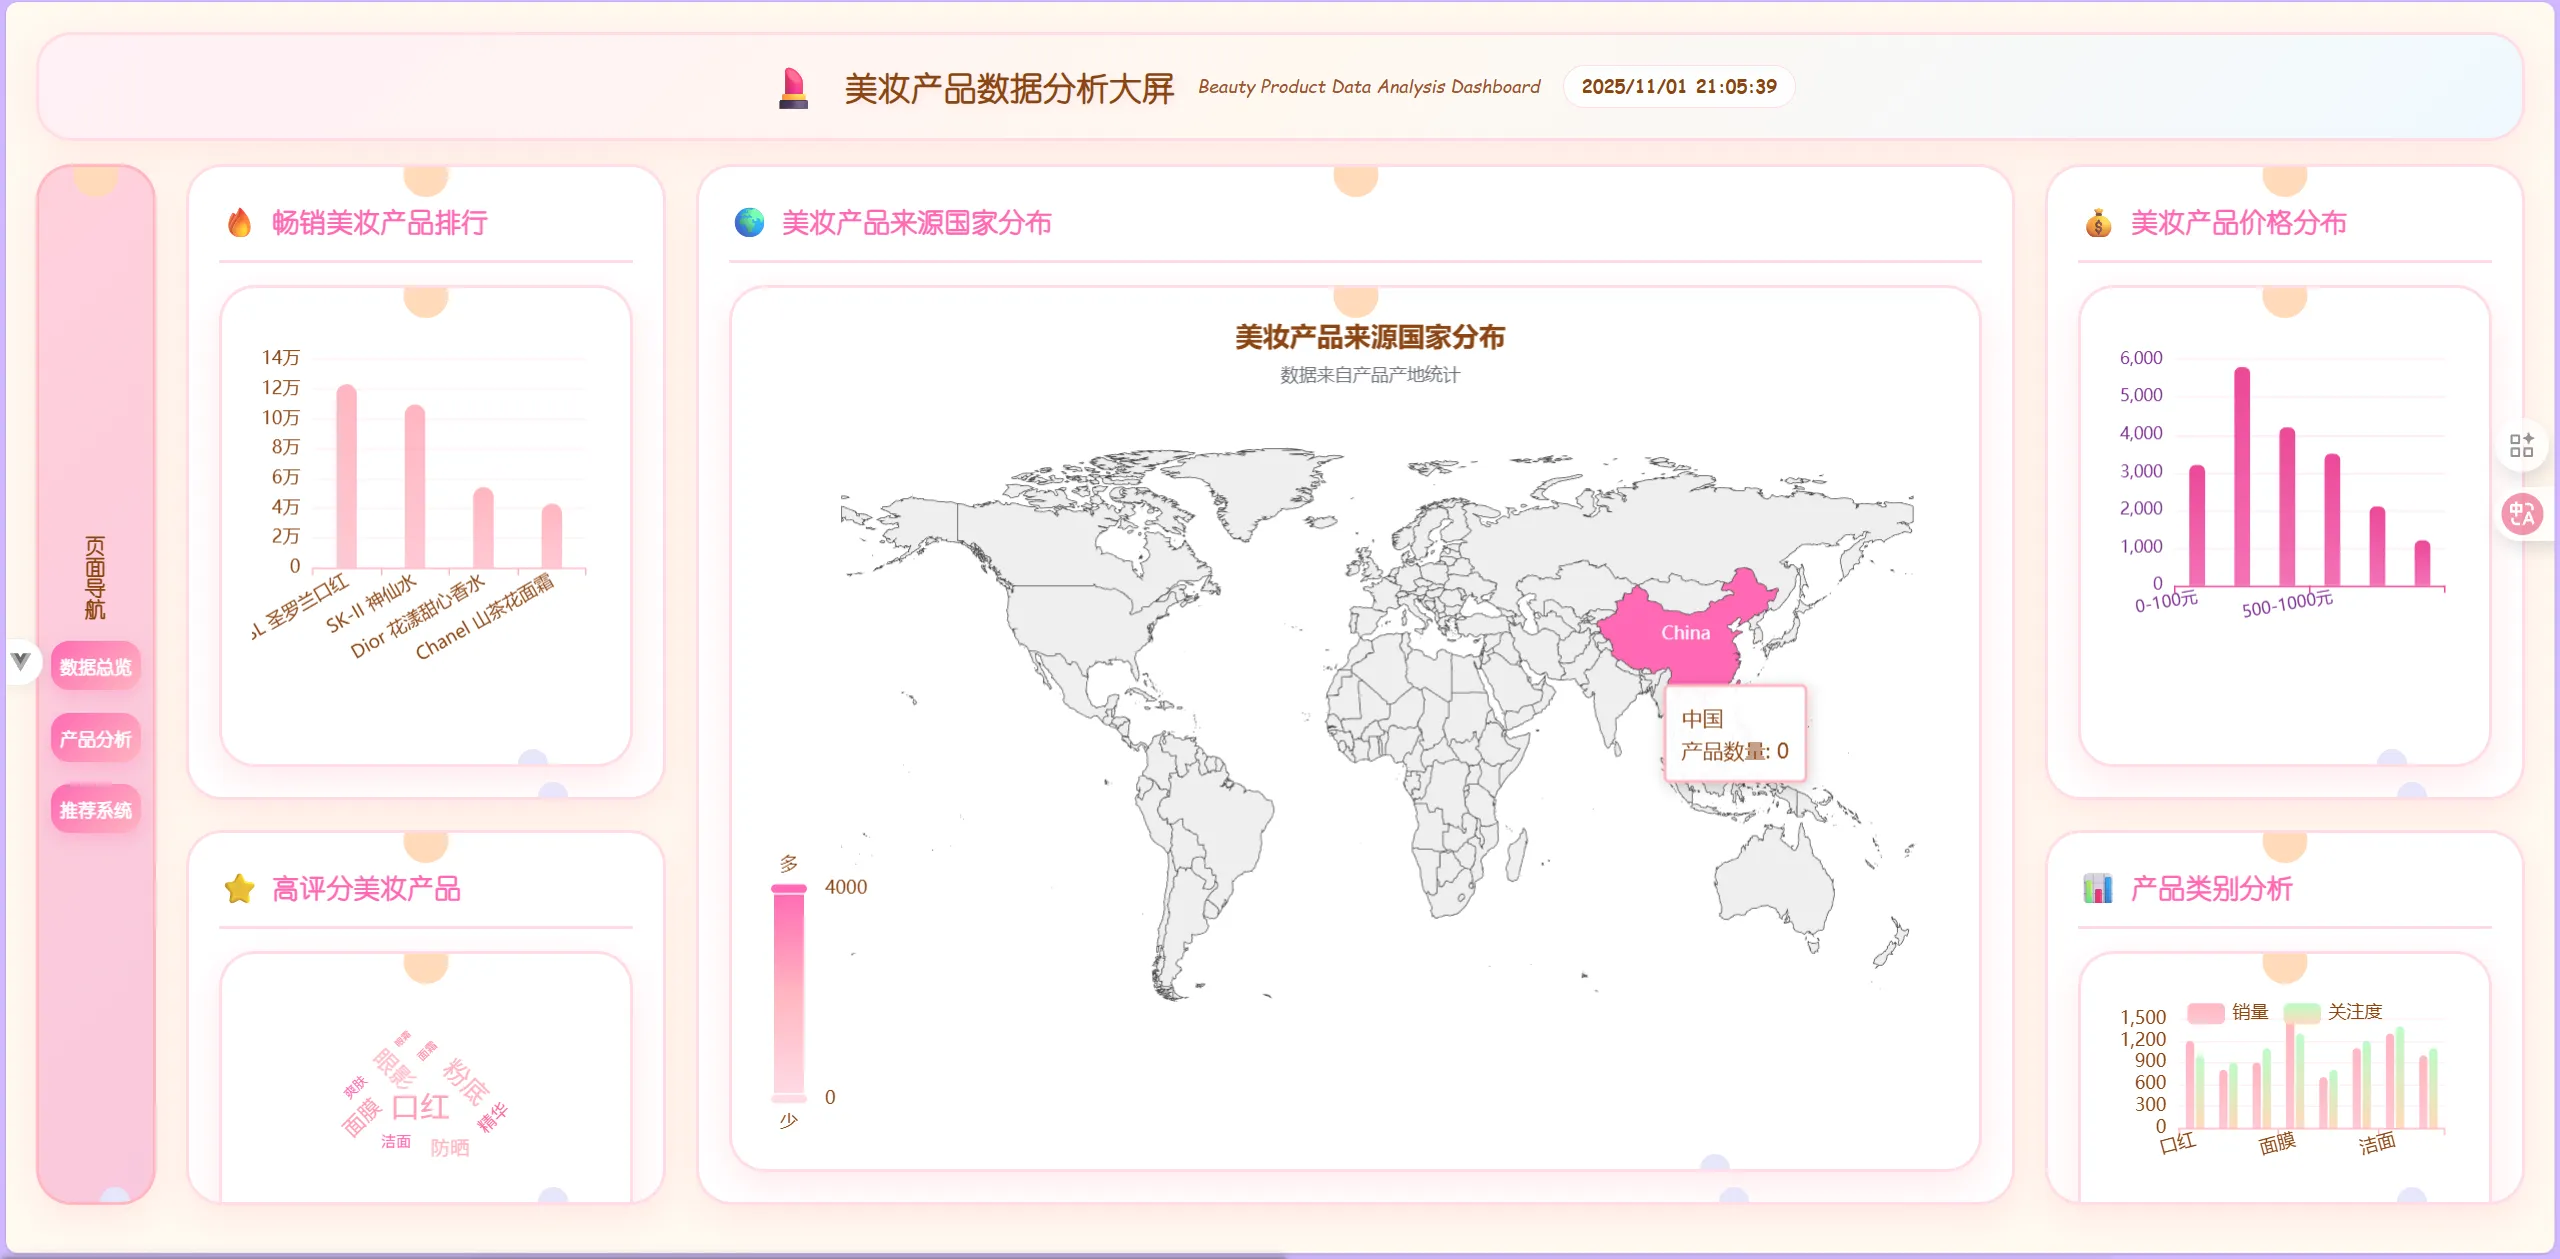 美妆产品数据分析大屏
Beauty Product Data Analysis Dashboard
2025/11/01 21:05:39
页面导航
数据总览
产品分析
推荐系统
畅销美妆产品排行
14万
12万
10万
8万
6万
4万
2万
0
圣罗兰口红
SK-II 神仙水
Dior 花漾甜心香水
Chanel 山茶花面霜
高评分美妆产品
眼霜
面霜
眼影
粉底
爽肤
口红
面膜
精华
洁面
防晒
美妆产品来源国家分布
美妆产品来源国家分布
数据来自产品产地统计
China
中国
产品数量: 0
多
4000
0
少
美妆产品价格分布
6,000
5,000
4,000
3,000
2,000
1,000
0
0-100元
500-1000元
产品类别分析
销量
关注度
1,500
1,200
900
600
300
0
口红
面膜
洁面